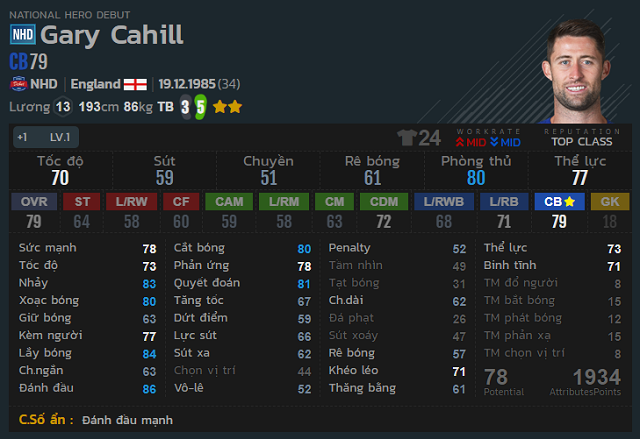 NATIONAL HERO DEBUT
NHD Gary Cahill
CB79
NHD England 19.12.1985(34)
Lương 13 193cm 86kg TB 3 5
+1 LV.1
24 WORKRATE MID MID REPUTATION TOP CLASS
Tốc độ Sút Chuyền Rê bóng Phòng thủ Thể lực
70 59 51 61 80 77
OVR ST L/RW CF CAM L/RM CM CDM L/RWB L/RB CB GK
79 64 58 60 59 58 63 72 68 71 79 18
Sức mạnh 78 Cắt bóng 80 Penalty 52 Thể lực 73
Tốc độ 73 Phản ứng 78 Tầm nhìn 49 Bình tĩnh 71
Nhảy 83 Quyết đoán 81 Tạt bóng 31 TM đổ người 8
Xoạc bóng 80 Tăng tốc 67 Ch.dài 62 TM bắt bóng 15
Giữ bóng 63 Dứt điểm 59 Đá phạt 26 TM phát bóng 12
Kèm người 77 Lực sút 66 Sút xoáy 47 TM phản xạ 15
Lấy bóng 84 Sút xa 62 Rê bóng 57 TM chọn vị trí 8
Ch.ngắn 63 Chọn vị trí 44 Khéo léo 71 78 1934
Đánh đầu 86 Vô-lê 52 Thăng bằng 61 Potential AttributesPoints
C.Số ẩn : Đánh đầu mạnh